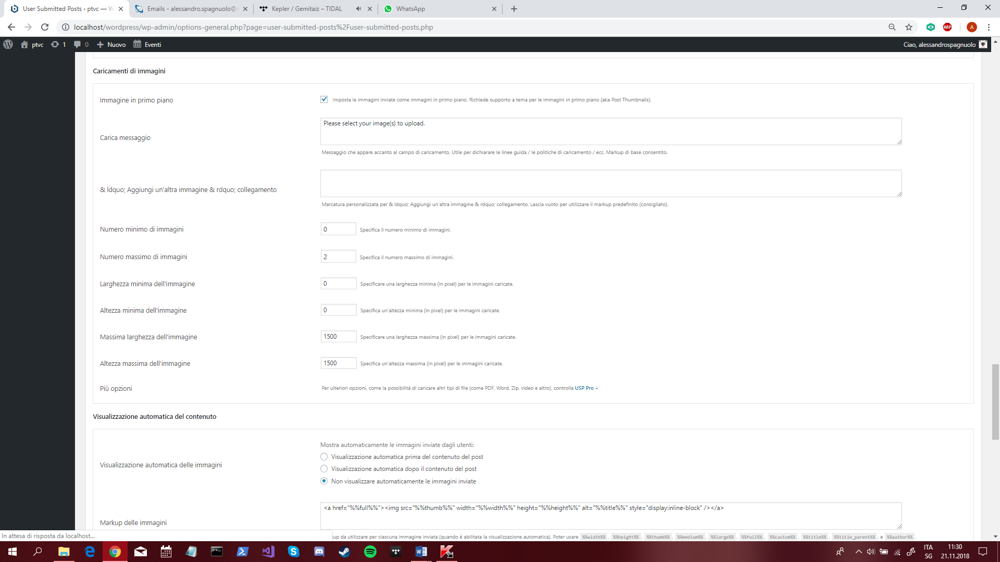 User Submitted Posts ‹ ptvc — W
Emails - alessandro.spagnuolo@
Kepler / Gemitaiz – TIDAL
WhatsApp
localhost/wordpress/wp-admin/options-general.php?page=user-submitted-posts%2Fuser-submitted-posts.php
ABP
A
ptvc
1
0
Nuovo
Eventi
Ciao, alessandrospagnuolo
Caricamenti di immagini
Immagine in primo piano
Imposta le immagini inviate come immagini in primo piano. Richiede supporto a tema per le immagini in primo piano (aka Post Thumbnails).
Please select your image(s) to upload.
Carica messaggio
Messaggio che appare accanto al campo di caricamento. Utile per dichiarare le linee guida / le politiche di caricamento / ecc. Markup di base consentito.
& ldquo; Aggiungi un'altra immagine & rdquo; collegamento
Marcatura personalizzata per & ldquo; Aggiungi un'altra immagine & rdquo; collegamento. Lascia vuoto per utilizzare il markup predefinito (consigliato).
Numero minimo di immagini
0
Specifica il numero minimo di immagini.
Numero massimo di immagini
2
Specifica il numero massimo di immagini.
Larghezza minima dell'immagine
0
Specificare una larghezza minima (in pixel) per le immagini caricate.
Altezza minima dell'immagine
0
Specifica un'altezza minima (in pixel) per le immagini caricate.
Massima larghezza dell'immagine
1500
Specificare una larghezza massima (in pixel) per le immagini caricate.
Altezza massima dell'immagine
1500
Specifica un'altezza massima (in pixel) per le immagini caricate.
Più opzioni
Per ulteriori opzioni, come la possibilità di caricare altri tipi di file (come PDF, Word, Zip, video e altro), controlla USP Pro »
Visualizzazione automatica del contenuto
Mostra automaticamente le immagini inviate dagli utenti:
Visualizzazione automatica prima del contenuto del post
Visualizzazione automatica delle immagini
Visualizzazione automatica dopo il contenuto del post
Non visualizzare automaticamente le immagini inviate
<a href="%%full%%"><img src="%%thumb%%" width="%%width%%" height="%%height%%" alt="%%title%%" style="display:inline-block" /></a>
Markup delle immagini
In attesa di risposta da localhost...
up da utilizzare per ciascuna immagine inviata (quando è abilitata la visualizzazione automatica). Poter usare %%width%% , %%height%% , %%thumb%% , %%medium%% , %%large%% , %%full%% , %%custom%% , %%title%% , %%title_parent%% , e %%author%% .
ITA
SG
11:30
21.11.2018